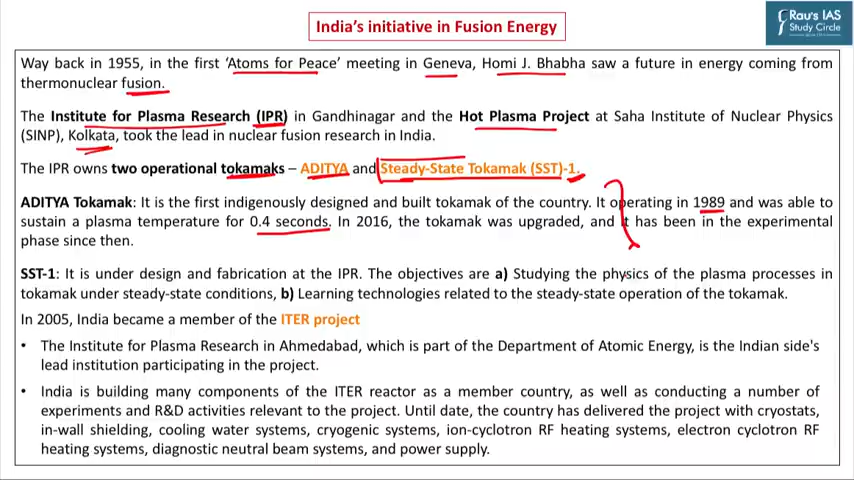 India's initiative in Fusion Energy
Rau's IAS
Study Circle
Way back in 1955, in the first 'Atoms for Peace' meeting in Geneva, Homi J. Bhabha saw a future in energy coming from
thermonuclear fusion.
The Institute for Plasma Research (IPR) in Gandhinagar and the Hot Plasma Project at Saha Institute of Nuclear Physics
(SINP), Kolkata, took the lead in nuclear fusion research in India.
The IPR owns two operational tokamaks – ADITYA and Steady-State Tokamak (SST)-1.
ADITYA Tokamak: It is the first indigenously designed and built tokamak of the country. It operating in 1989 and was able to
sustain a plasma temperature for 0.4 seconds. In 2016, the tokamak was upgraded, and it has been in the experimental
phase since then.
SST-1: It is under design and fabrication at the IPR. The objectives are a) Studying the physics of the plasma processes in
tokamak under steady-state conditions, b) Learning technologies related to the steady-state operation of the tokamak.
In 2005, India became a member of the ITER project
• The Institute for Plasma Research in Ahmedabad, which is part of the Department of Atomic Energy, is the Indian side's
lead institution participating in the project.
• India is building many components of the ITER reactor as a member country, as well as conducting a number of
experiments and R&D activities relevant to the project. Until date, the country has delivered the project with cryostats,
in-wall shielding, cooling water systems, cryogenic systems, ion-cyclotron RF heating systems, electron cyclotron RF
heating systems, diagnostic neutral beam systems, and power supply.